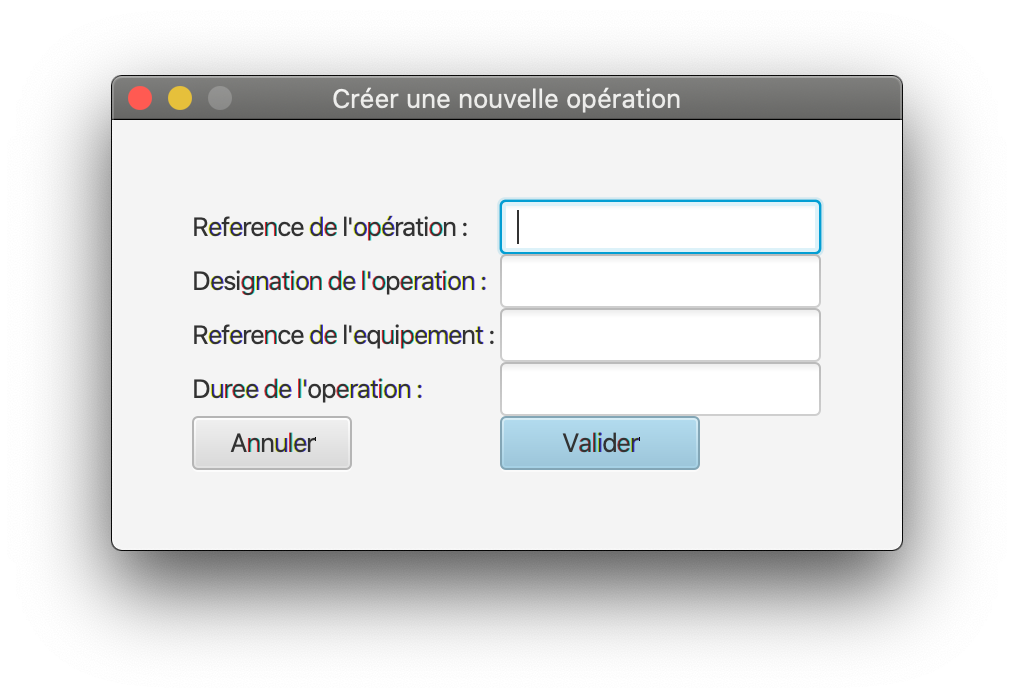 Créer une nouvelle opération
Reference de l'opération :
Designation de l'operation :
Reference de l'equipement :
Duree de l'operation :
Annuler
Valider